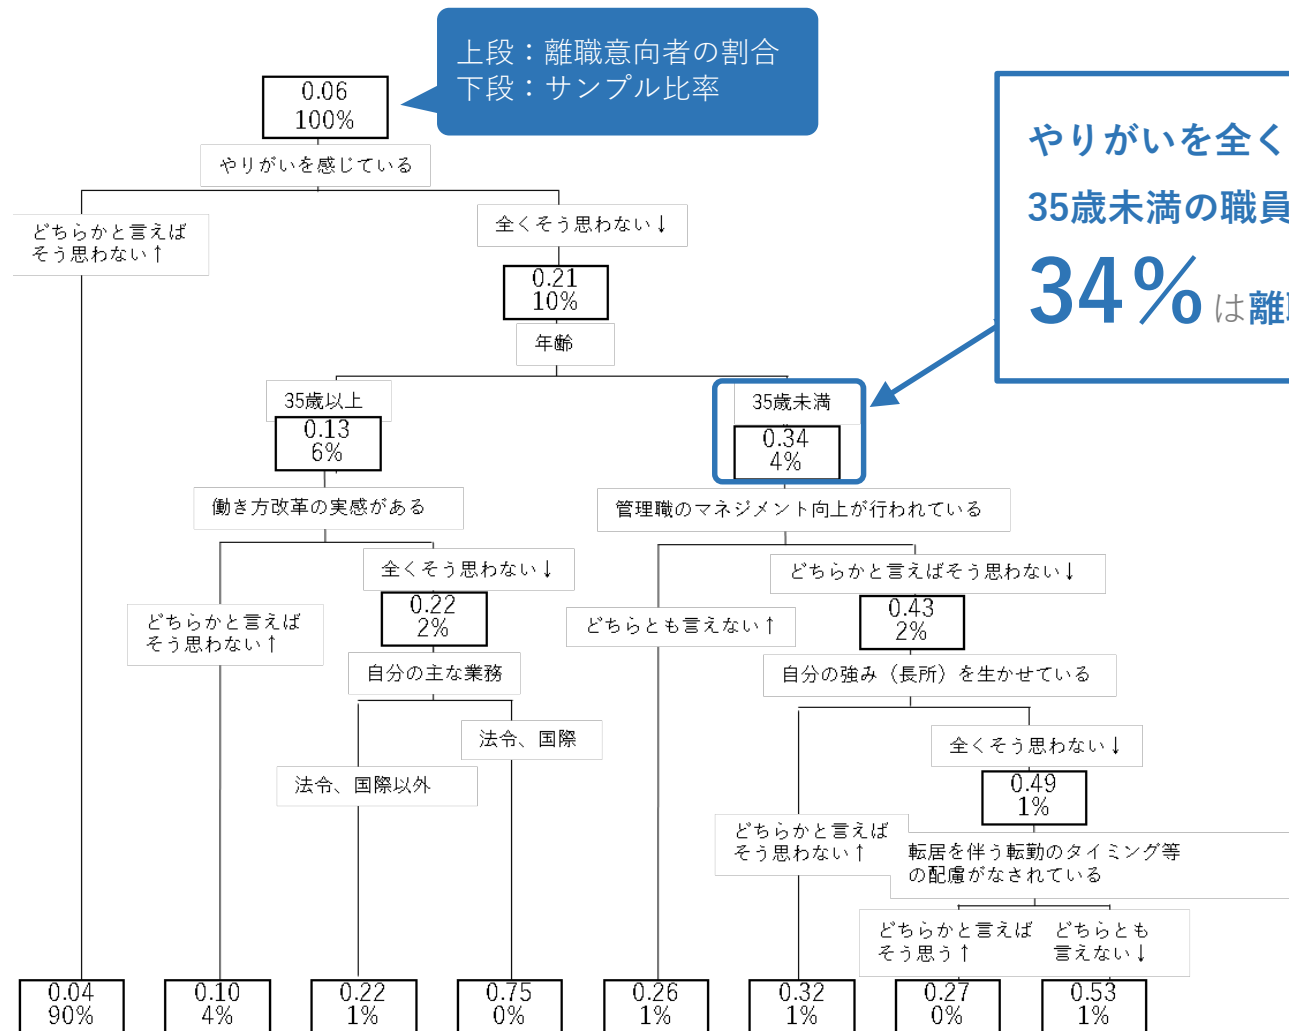 上段：離職意向者の割合
下段：サンプル比率
0.06
100%
やりがいを感じている
どちらかと言えば
そう思わない↑
全くそう思わない↓
0.21
10%
年齢
やりがいを全く
35歳未満の職員
34%は離
35歳以上
0.13
6%
35歳未満
0.34
4%
働き方改革の実感がある
管理職のマネジメント向上が行われている
全くそう思わない↓
0.22
2%
どちらかと言えばそう思わない↓
0.43
2%
どちらかと言えば
そう思わない↑
どちらとも言えない↑
自分の主な業務
自分の強み（長所）を生かせている
法令、国際
法令、国際以外
全くそう思わない↓
0.49
1%
どちらかと言えば
そう思わない↑
転居を伴う転勤のタイミング等
の配慮がなされている
どちらかと言えば
そう思う↑
どちらとも
言えない↓
0.04
90%
0.10
4%
0.22
1%
0.75
0%
0.26
1%
0.32
1%
0.27
0%
0.53
1%